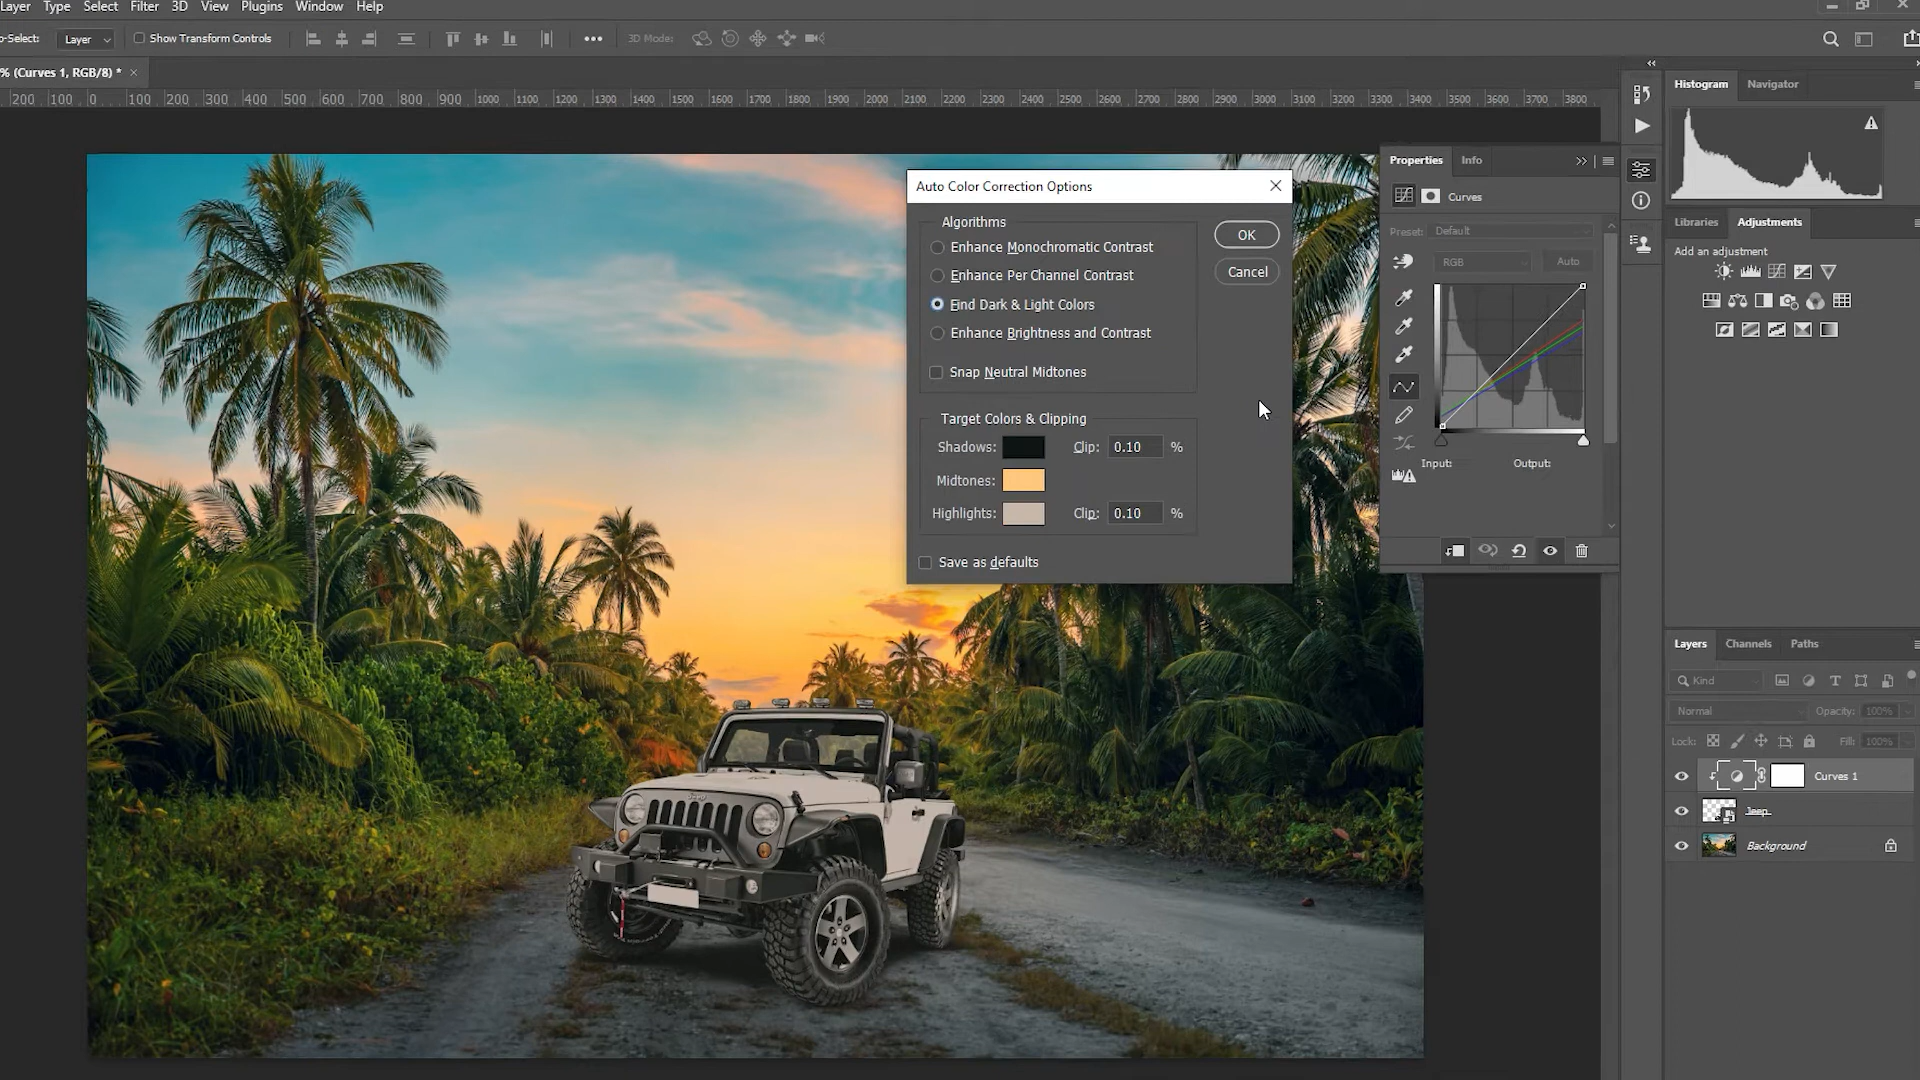 Layer Type Select Filter 3D View Plugins Window Help
o-Select: Layer Show Transform Controls ••• 3D Mode:
% (Curves 1, RGB/8) * ×
200 100 0 100 200 300 400 500 600 700 800 900 1000 1100 1200 1300 1400 1500 1600 1700 1800 1900 2000 2100 2200 2300 2400 2500 2600 2700 2800 2900 3000 3100 3200 3300 3400 3500 3600 3700 3800
Histogram Navigator
Properties Info
Curves
Preset: Default
RGB Auto
Input: Output:
Auto Color Correction Options
Algorithms
Enhance Monochromatic Contrast
Enhance Per Channel Contrast
Find Dark & Light Colors
Enhance Brightness and Contrast
Snap Neutral Midtones
OK
Cancel
Target Colors & Clipping
Shadows: Clip: 0.10 %
Midtones:
Highlights: Clip: 0.10 %
Save as defaults
Libraries Adjustments
Add an adjustment
Layers Channels Paths
Kind
Normal Opacity: 100%
Lock: Fill: 100%
Curves 1
Jeep
Background
Jeep